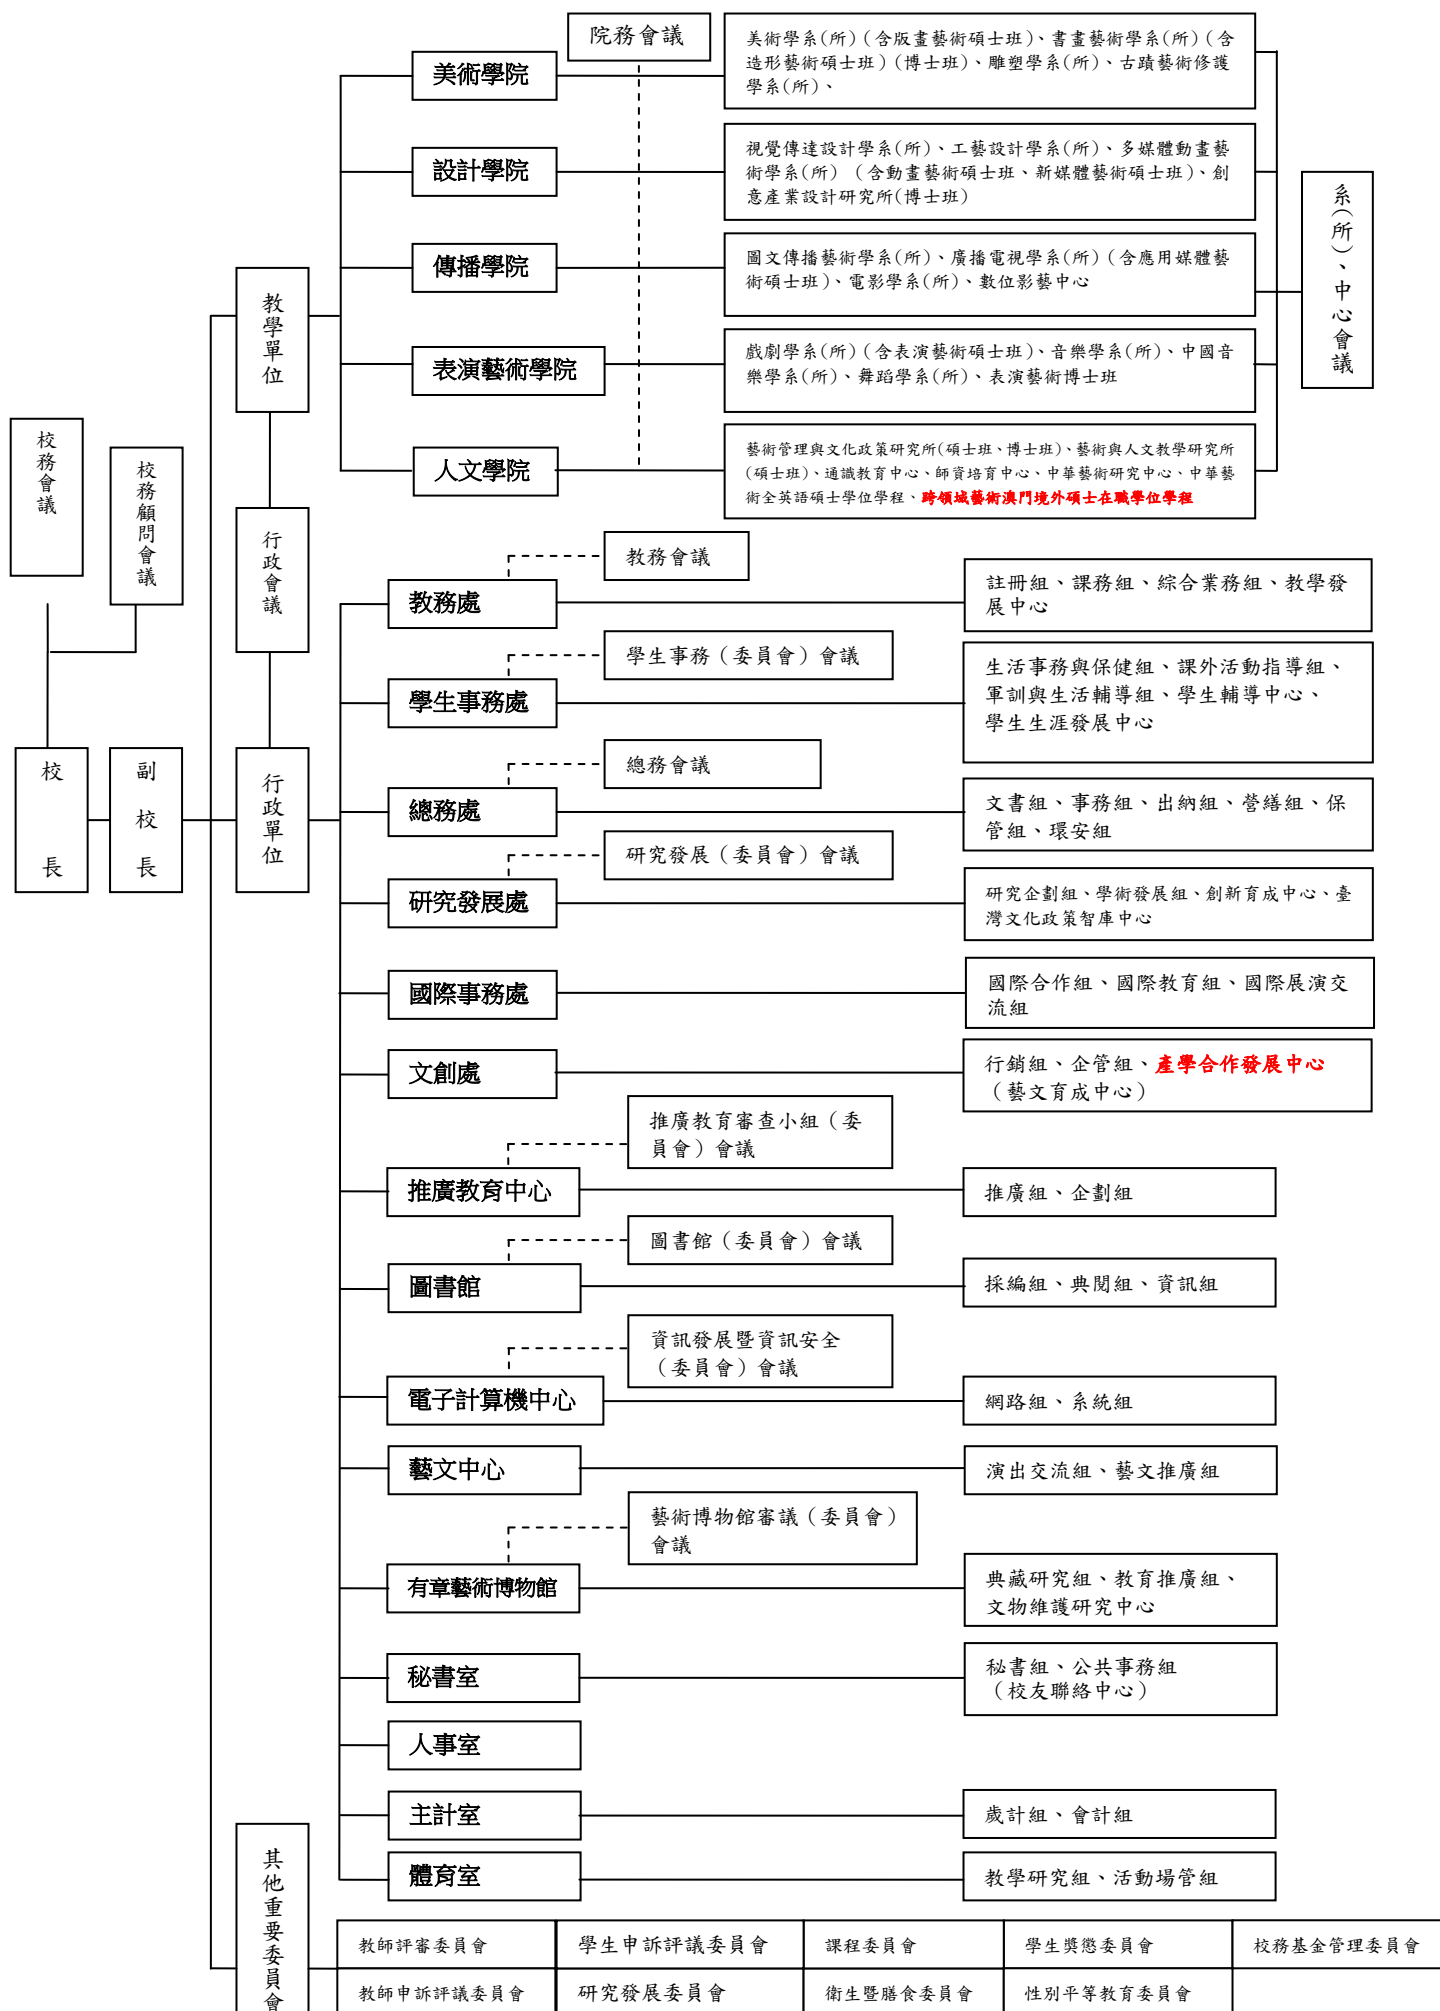 院務會議
美術學院
美術學系(所)(含版畫藝術碩士班)、書畫藝術學系(所)(含
造形藝術碩士班)(博士班)、雕塑學系(所)、古蹟藝術修護
學系(所)、
設計學院
視覺傳達設計學系(所)、工藝設計學系(所)、多媒體動畫藝
術學系(所) (含動畫藝術碩士班、新媒體藝術碩士班)、創
意產業設計研究所(博士班)
傳播學院
圖文傳播藝術學系(所)、廣播電視學系(所)(含應用媒體藝
術碩士班)、電影學系(所)、數位影藝中心
表演藝術學院
戲劇學系(所)(含表演藝術碩士班)、音樂學系(所)、中國音
樂學系(所)、舞蹈學系(所)、表演藝術博士班
人文學院
藝術管理與文化政策研究所(碩士班、博士班)、藝術與人文教學研究所
(碩士班)、通識教育中心、師資培育中心、中華藝術研究中心、中華藝
術全英語碩士學位學程、跨領域藝術澳門境外碩士在職學位學程
系(所)、中心會議
教學單位
校務會議
校務顧問會議
行政會議
校長
副校長
行政單位
教務會議
教務處
註冊組、課務組、綜合業務組、教學發
展中心
學生事務（委員會）會議
學生事務處
生活事務與保健組、課外活動指導組、
軍訓與生活輔導組、學生輔導中心、
學生生涯發展中心
總務會議
總務處
文書組、事務組、出納組、營繕組、保
管組、環安組
研究發展（委員會）會議
研究發展處
研究企劃組、學術發展組、創新育成中心、臺
灣文化政策智庫中心
國際事務處
國際合作組、國際教育組、國際展演交
流組
文創處
行銷組、企管組、產學合作發展中心
（藝文育成中心）
推廣教育審查小組（委
員會）會議
推廣教育中心
推廣組、企劃組
圖書館（委員會）會議
圖書館
採編組、典閱組、資訊組
資訊發展暨資訊安全
（委員會）會議
電子計算機中心
網路組、系統組
藝文中心
演出交流組、藝文推廣組
藝術博物館審議（委員會）
會議
有章藝術博物館
典藏研究組、教育推廣組、
文物維護研究中心
秘書室
秘書組、公共事務組
（校友聯絡中心）
人事室
主計室
歲計組、會計組
體育室
教學研究組、活動場管組
其他重要委員會
教師評審委員會
學生申訴評議委員會
課程委員會
學生獎懲委員會
校務基金管理委員會
教師申訴評議委員會
研究發展委員會
衛生暨膳食委員會
性別平等教育委員會